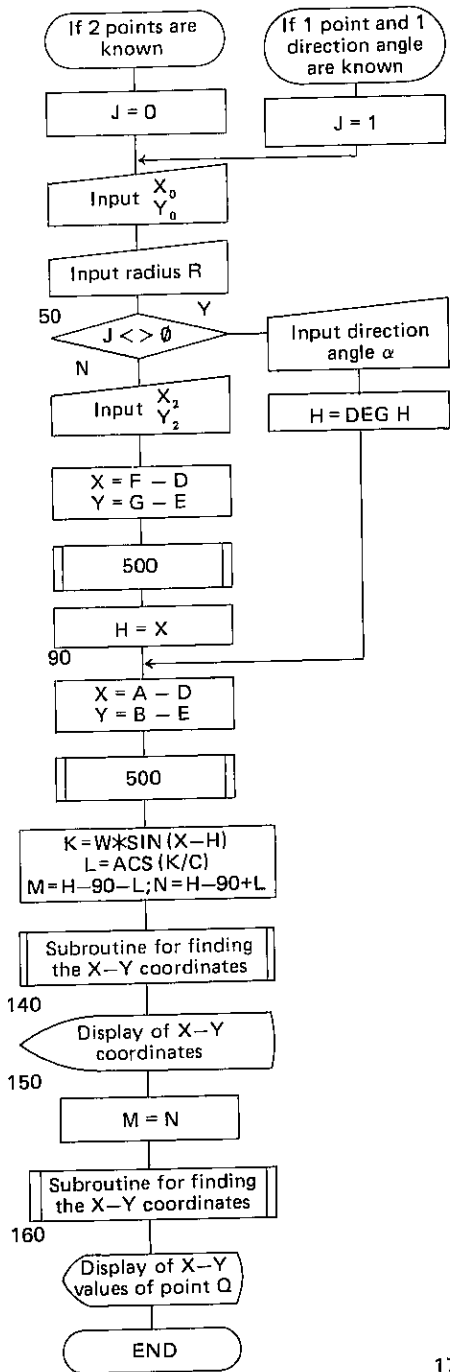 If 2 points are
known
If 1 point and 1
direction angle
are known
J = 0
J = 1
Input X₀
Y₀
Input radius R
50
Y
J < > Ø
Input direction
angle α
N
Input X₂
Y₂
H = DEG H
X = F – D
Y = G – E
500
H = X
90
X = A – D
Y = B – E
500
K=W*SIN (X–H)
L=ACS (K/C)
M=H–90–L;N=H–90+L
Subroutine for finding
the X–Y coordinates
140
Display of X–Y
coordinates
150
M = N
Subroutine for finding
the X–Y coordinates
160
Display of X–Y
values of point Q
END